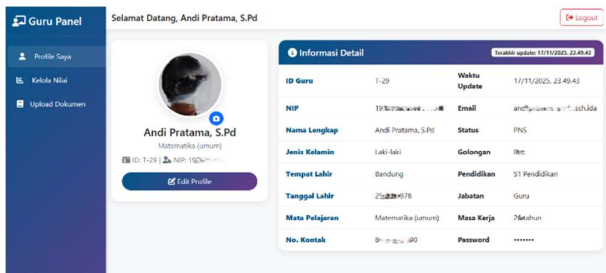 Guru Panel
Selamat Datang, Andi Pratama, S.Pd
Logout
Profile Saya
Kelola Nilai
Upload Dokumen
Andi Pratama, S.Pd
Matematika (umum)
ID: T-29 | NIP:
Edit Profile
Informasi Detail
Terakhir update: 17/11/2025, 23.49.43
ID Guru T-29 Waktu Update 17/11/2025, 23.49.43
NIP Email
Nama Lengkap Andi Pratama, S.Pd Status PNS
Jenis Kelamin Laki-laki Golongan
Tempat Lahir Bandung Pendidikan S1 Pendidikan
Tanggal Lahir Jabatan Guru
Mata Pelajaran Matematika (umum) Masa Kerja
No. Kontak Password •••••••